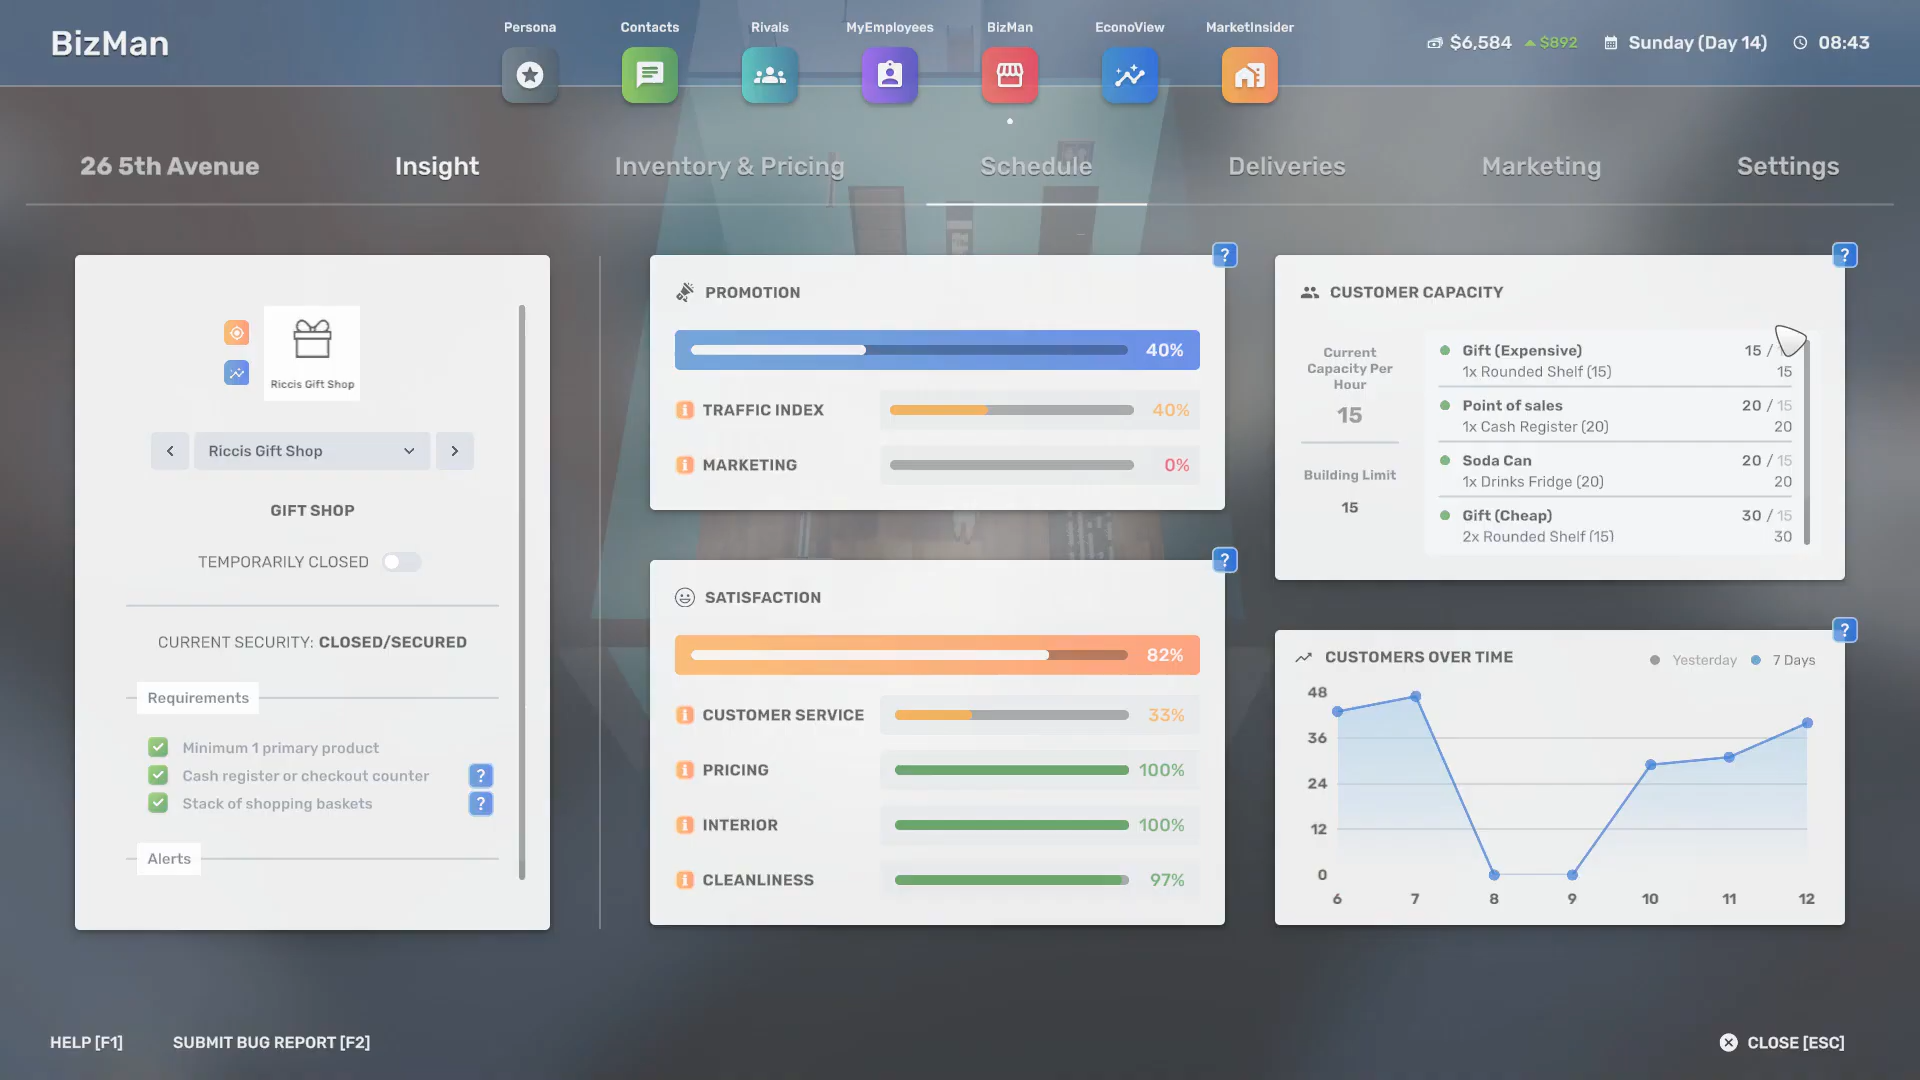 BizMan
Persona
Contacts
Rivals
MyEmployees
BizMan
EconoView
MarketInsider
$6,584
$892
Sunday (Day 14)
08:43
26 5th Avenue
Insight
Inventory & Pricing
Schedule
Deliveries
Marketing
Settings
Riccis Gift Shop
Riccis Gift Shop
GIFT SHOP
TEMPORARILY CLOSED
CURRENT SECURITY: CLOSED/SECURED
Requirements
Minimum 1 primary product
Cash register or checkout counter ?
Stack of shopping baskets ?
Alerts
?
PROMOTION
40%
TRAFFIC INDEX 40%
MARKETING 0%
?
SATISFACTION
82%
CUSTOMER SERVICE 33%
PRICING 100%
INTERIOR 100%
CLEANLINESS 97%
?
CUSTOMER CAPACITY
Current
Capacity Per
Hour
15
Building Limit
15
Gift (Expensive) 15 /
1x Rounded Shelf (15) 15
Point of sales 20 / 15
1x Cash Register (20) 20
Soda Can 20 / 15
1x Drinks Fridge (20) 20
Gift (Cheap) 30 / 15
2x Rounded Shelf (15) 30
?
CUSTOMERS OVER TIME
Yesterday 7 Days
48
36
24
12
0
6 7 8 9 10 11 12
HELP [F1]
SUBMIT BUG REPORT [F2]
CLOSE [ESC]